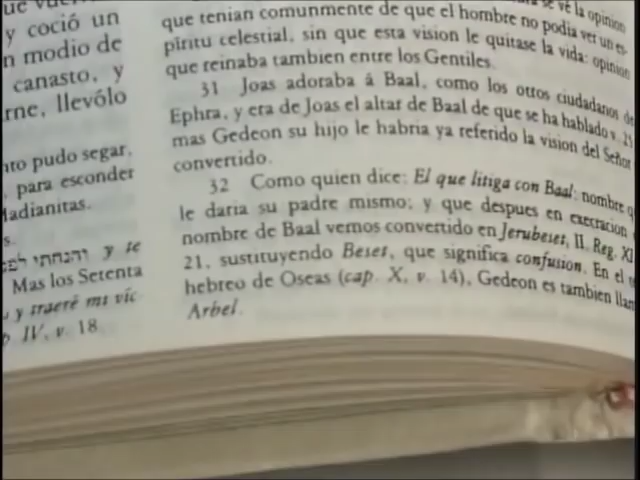 y coció un
n modio de
canasto, y
rne, llevólo
nto pudo segar,
, para esconder
Madianitas.
s.
והנחתי y se
Mas los Setenta
y traeré mi víc
IV, v. 18.
se vé la opinion
que tenian comunmente de que el hombre no podia ver un es-
píritu celestial, sin que esta vision le quitase la vida: opinion
que reinaba tambien entre los Gentiles.
31 Joas adoraba á Baal, como los otros ciudadanos de
Ephra, y era de Joas el altar de Baal de que se ha hablado v. 25
mas Gedeon su hijo le habria ya referido la vision del Señor
convertido.
32 Como quien dice: El que litiga con Baal: nombre q
le daria su padre mismo; y que despues en execracion
nombre de Baal vemos convertido en Jerubeset, II. Reg. XI
21, sustituyendo Beset, que significa confusion. En el
hebreo de Oseas (cap. X, v. 14), Gedeon es tambien llam
Arbel.